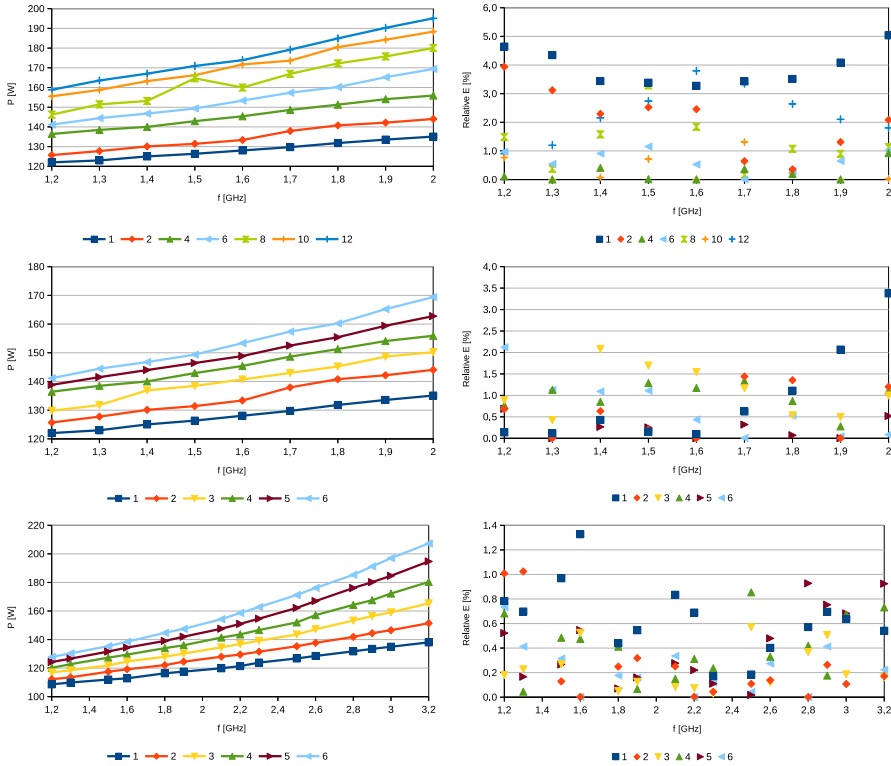 200
190
180
170
160
150
140
130
120
P [W]
1,2 1,3 1,4 1,5 1,6 1,7 1,8 1,9 2
f [GHz]
1 2 4 6 8 10 12
6,0
5.0
4.0
3,0
2.0
1.0
0.0
Relative E [%]
1,2 1,3 1,4 1,5 1,6 1,7 1,8 1,9 2
f [GHz]
1 2 4 6 8 10 12
180
170
160
150
140
130
120
P [W]
1,2 1,3 1,4 1,5 1,6 1,7 1,8 1,9 2
f [GHz]
1 2 3 4 5 6
4.0
3.5
3.0
2.5
2.0
1.5
1.0
0.5
0.0
Relative E [%]
1,2 1,3 1,4 1,5 1,6 1,7 1,8 1,9 2
f [GHz]
1 2 3 4 5 6
220
200
180
160
140
120
100
P [W]
1,2 1,4 1,6 1,8 2 2,2 2,4 2,6 2,8 3 3,2
f [GHz]
1 2 3 4 5 6
1.4
1.2
1.0
0.8
0.6
0.4
0.2
0.0
Relative E [%]
1,2 1,4 1,6 1,8 2 2,2 2,4 2,6 2,8 3 3,2
f [GHz]
1 2 3 4 5 6